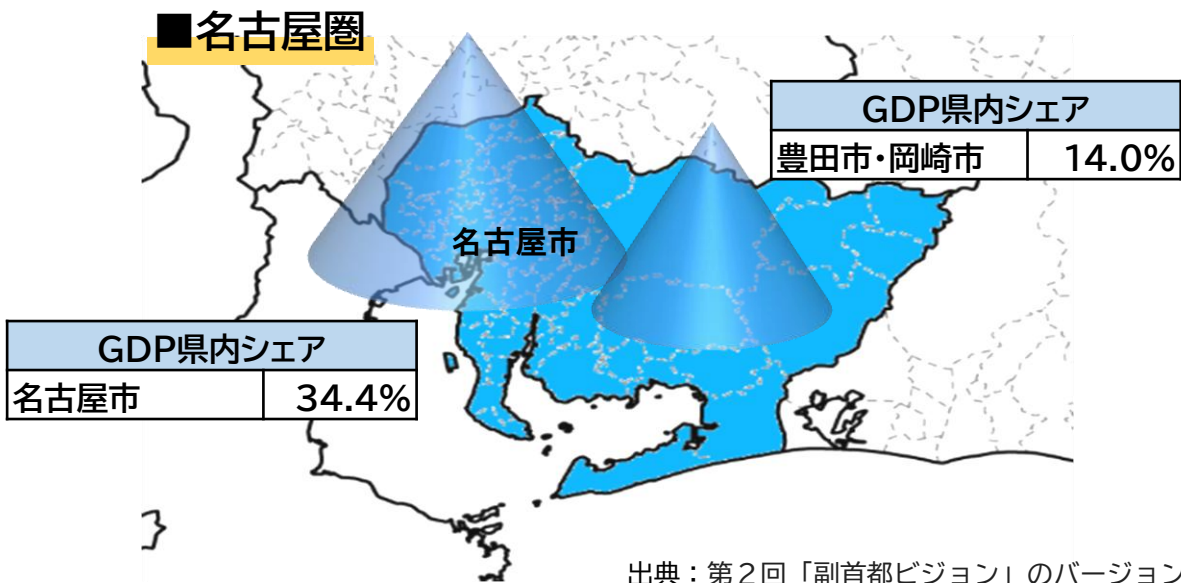 ■名古屋圏
GDP県内シェア
豊田市・岡崎市 14.0%
名古屋市
GDP県内シェア
名古屋市 34.4%
出典：第２回「副首都ビジョン」のバージョン